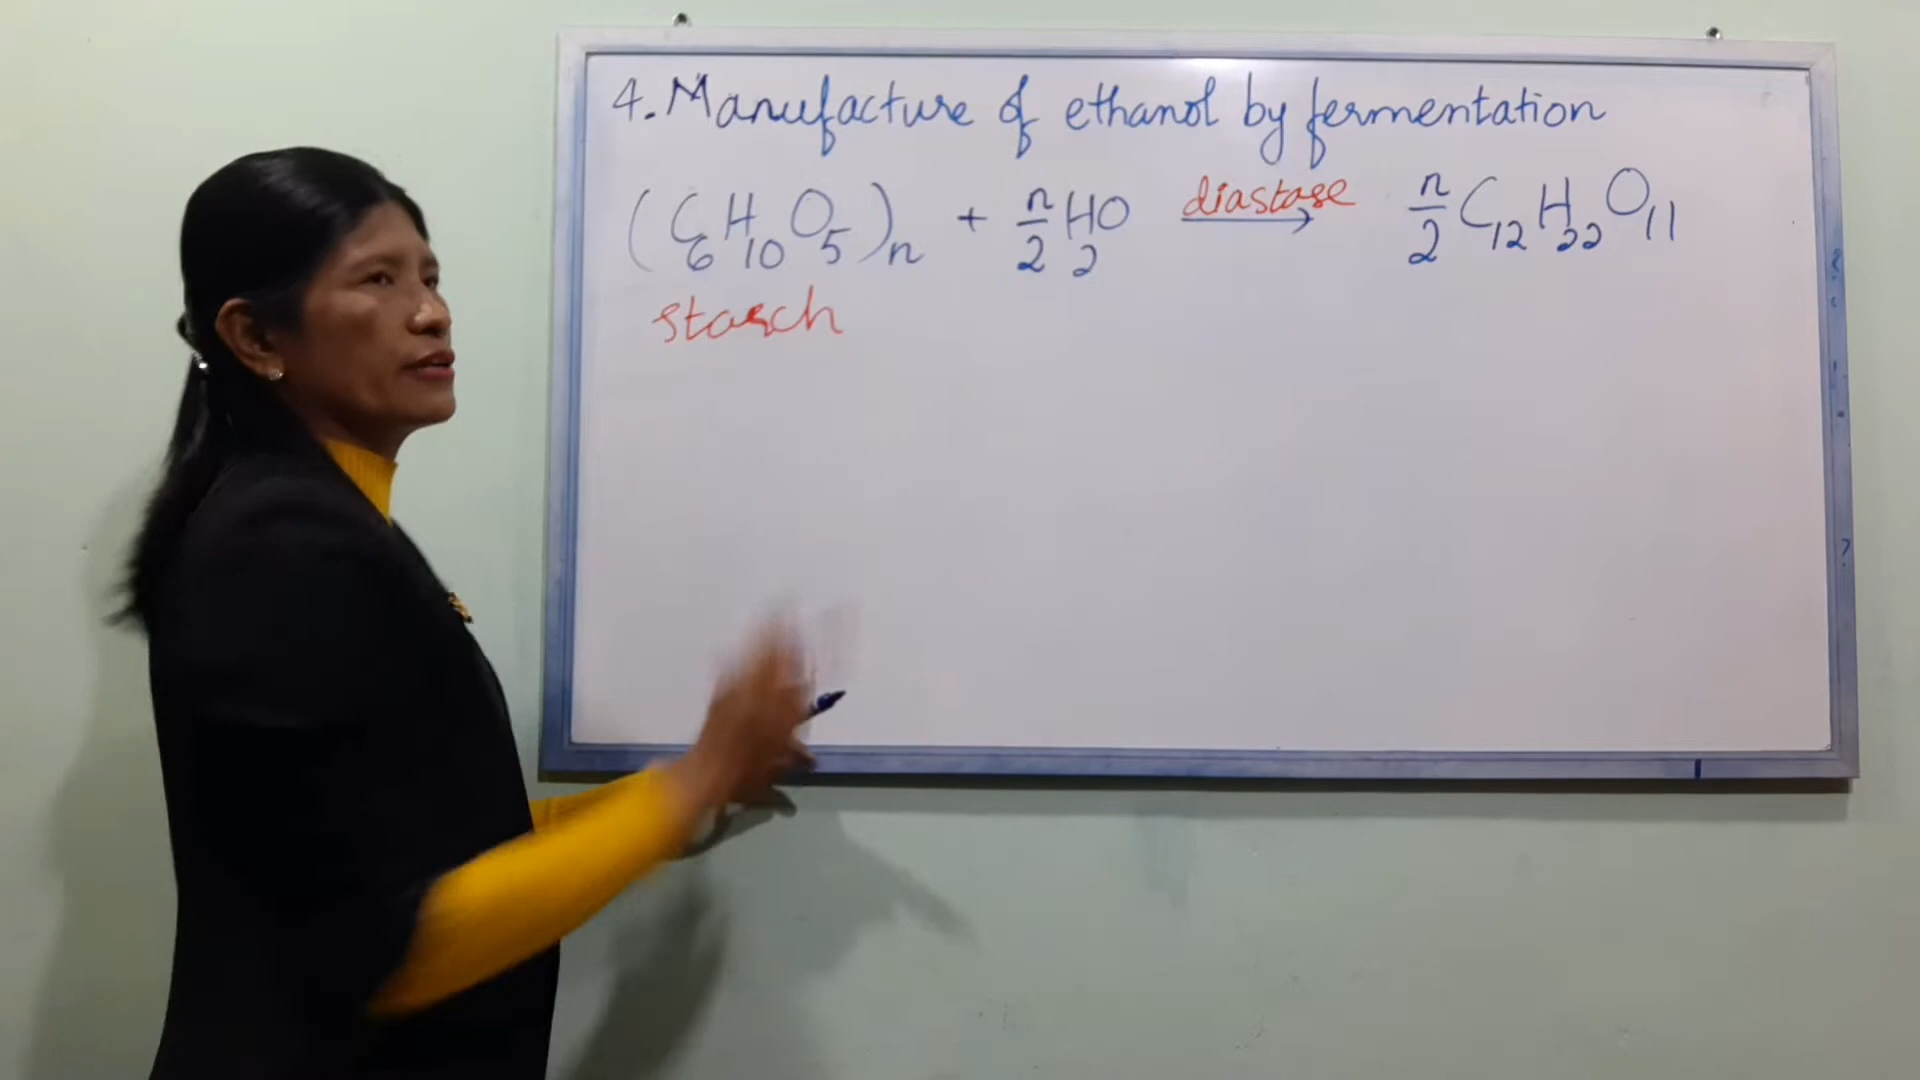 4. Manufacture of ethanol by fermentation
(C₆H₁₀O₅)ₙ + n/2 H₂O diastase → n/2 C₁₂H₂₂O₁₁
starch